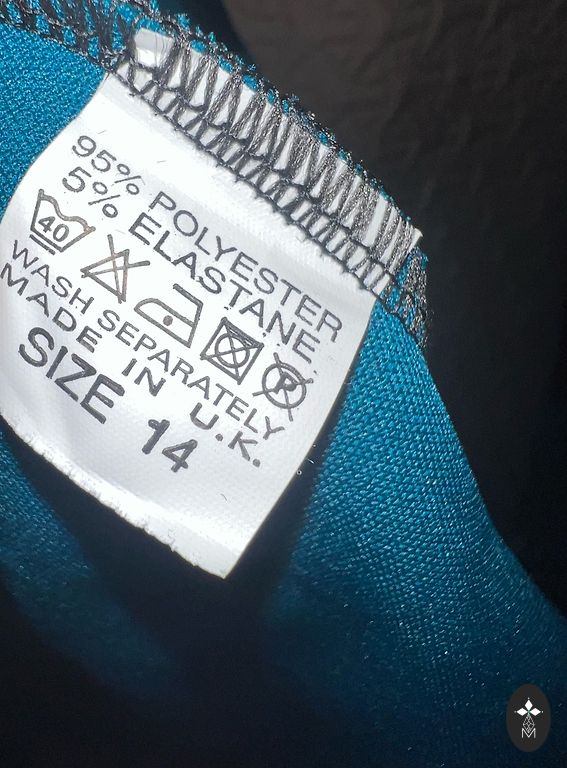 95% POLYESTER
5% ELASTANE
40 P
WASH SEPARATELY
MADE IN U.K.
SIZE 14
M